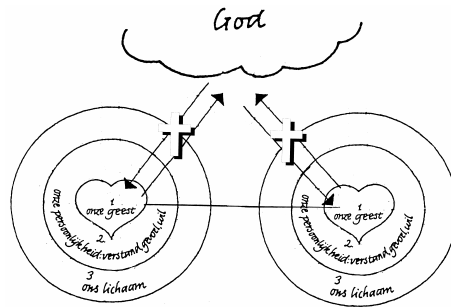 God
1
onze geest
2
onze persoonlijkheid: verstand, gevoel, wil
3
ons lichaam
1
onze geest
2
onze persoonlijkheid: verstand, gevoel, wil
3
ons lichaam